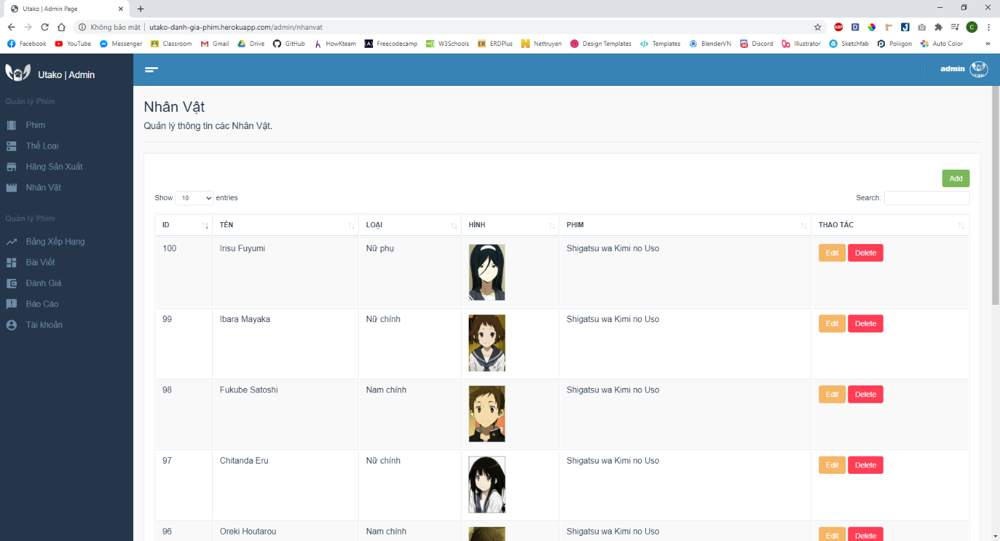 Utako | Admin Page
Không bảo mật
utako-danh-gia-phim.herokuapp.com/admin/nhanvat
ABP
D
C
Facebook
YouTube
Messenger
Classroom
Gmail
Drive
GitHub
HowKteam
Freecodecamp
W3Schools
ER
ERDPlus
Nettruyen
Design Templates
Templates
BlenderVN
Discord
Illustrator
Sketchfab
Poliigon
Auto Color
»
Utako | Admin
admin
Quản lý Phim
Phim
Thể Loại
Hãng Sản Xuất
Nhân Vật
Quản lý Phim
Bảng Xếp Hạng
Bài Viết
Đánh Giá
Báo Cáo
Tài khoản
Nhân Vật
Quản lý thông tin các Nhân Vật.
Add
Show 10 entries
Search:
ID TÊN LOẠI HÌNH PHIM THAO TÁC
100 Irisu Fuyumi Nữ phụ Shigatsu wa Kimi no Uso Edit Delete
99 Ibara Mayaka Nữ chính Shigatsu wa Kimi no Uso Edit Delete
98 Fukube Satoshi Nam chính Shigatsu wa Kimi no Uso Edit Delete
97 Chitanda Eru Nữ chính Shigatsu wa Kimi no Uso Edit Delete
96 Oreki Houtarou Nam chính Shigatsu wa Kimi no Uso Edit Delete